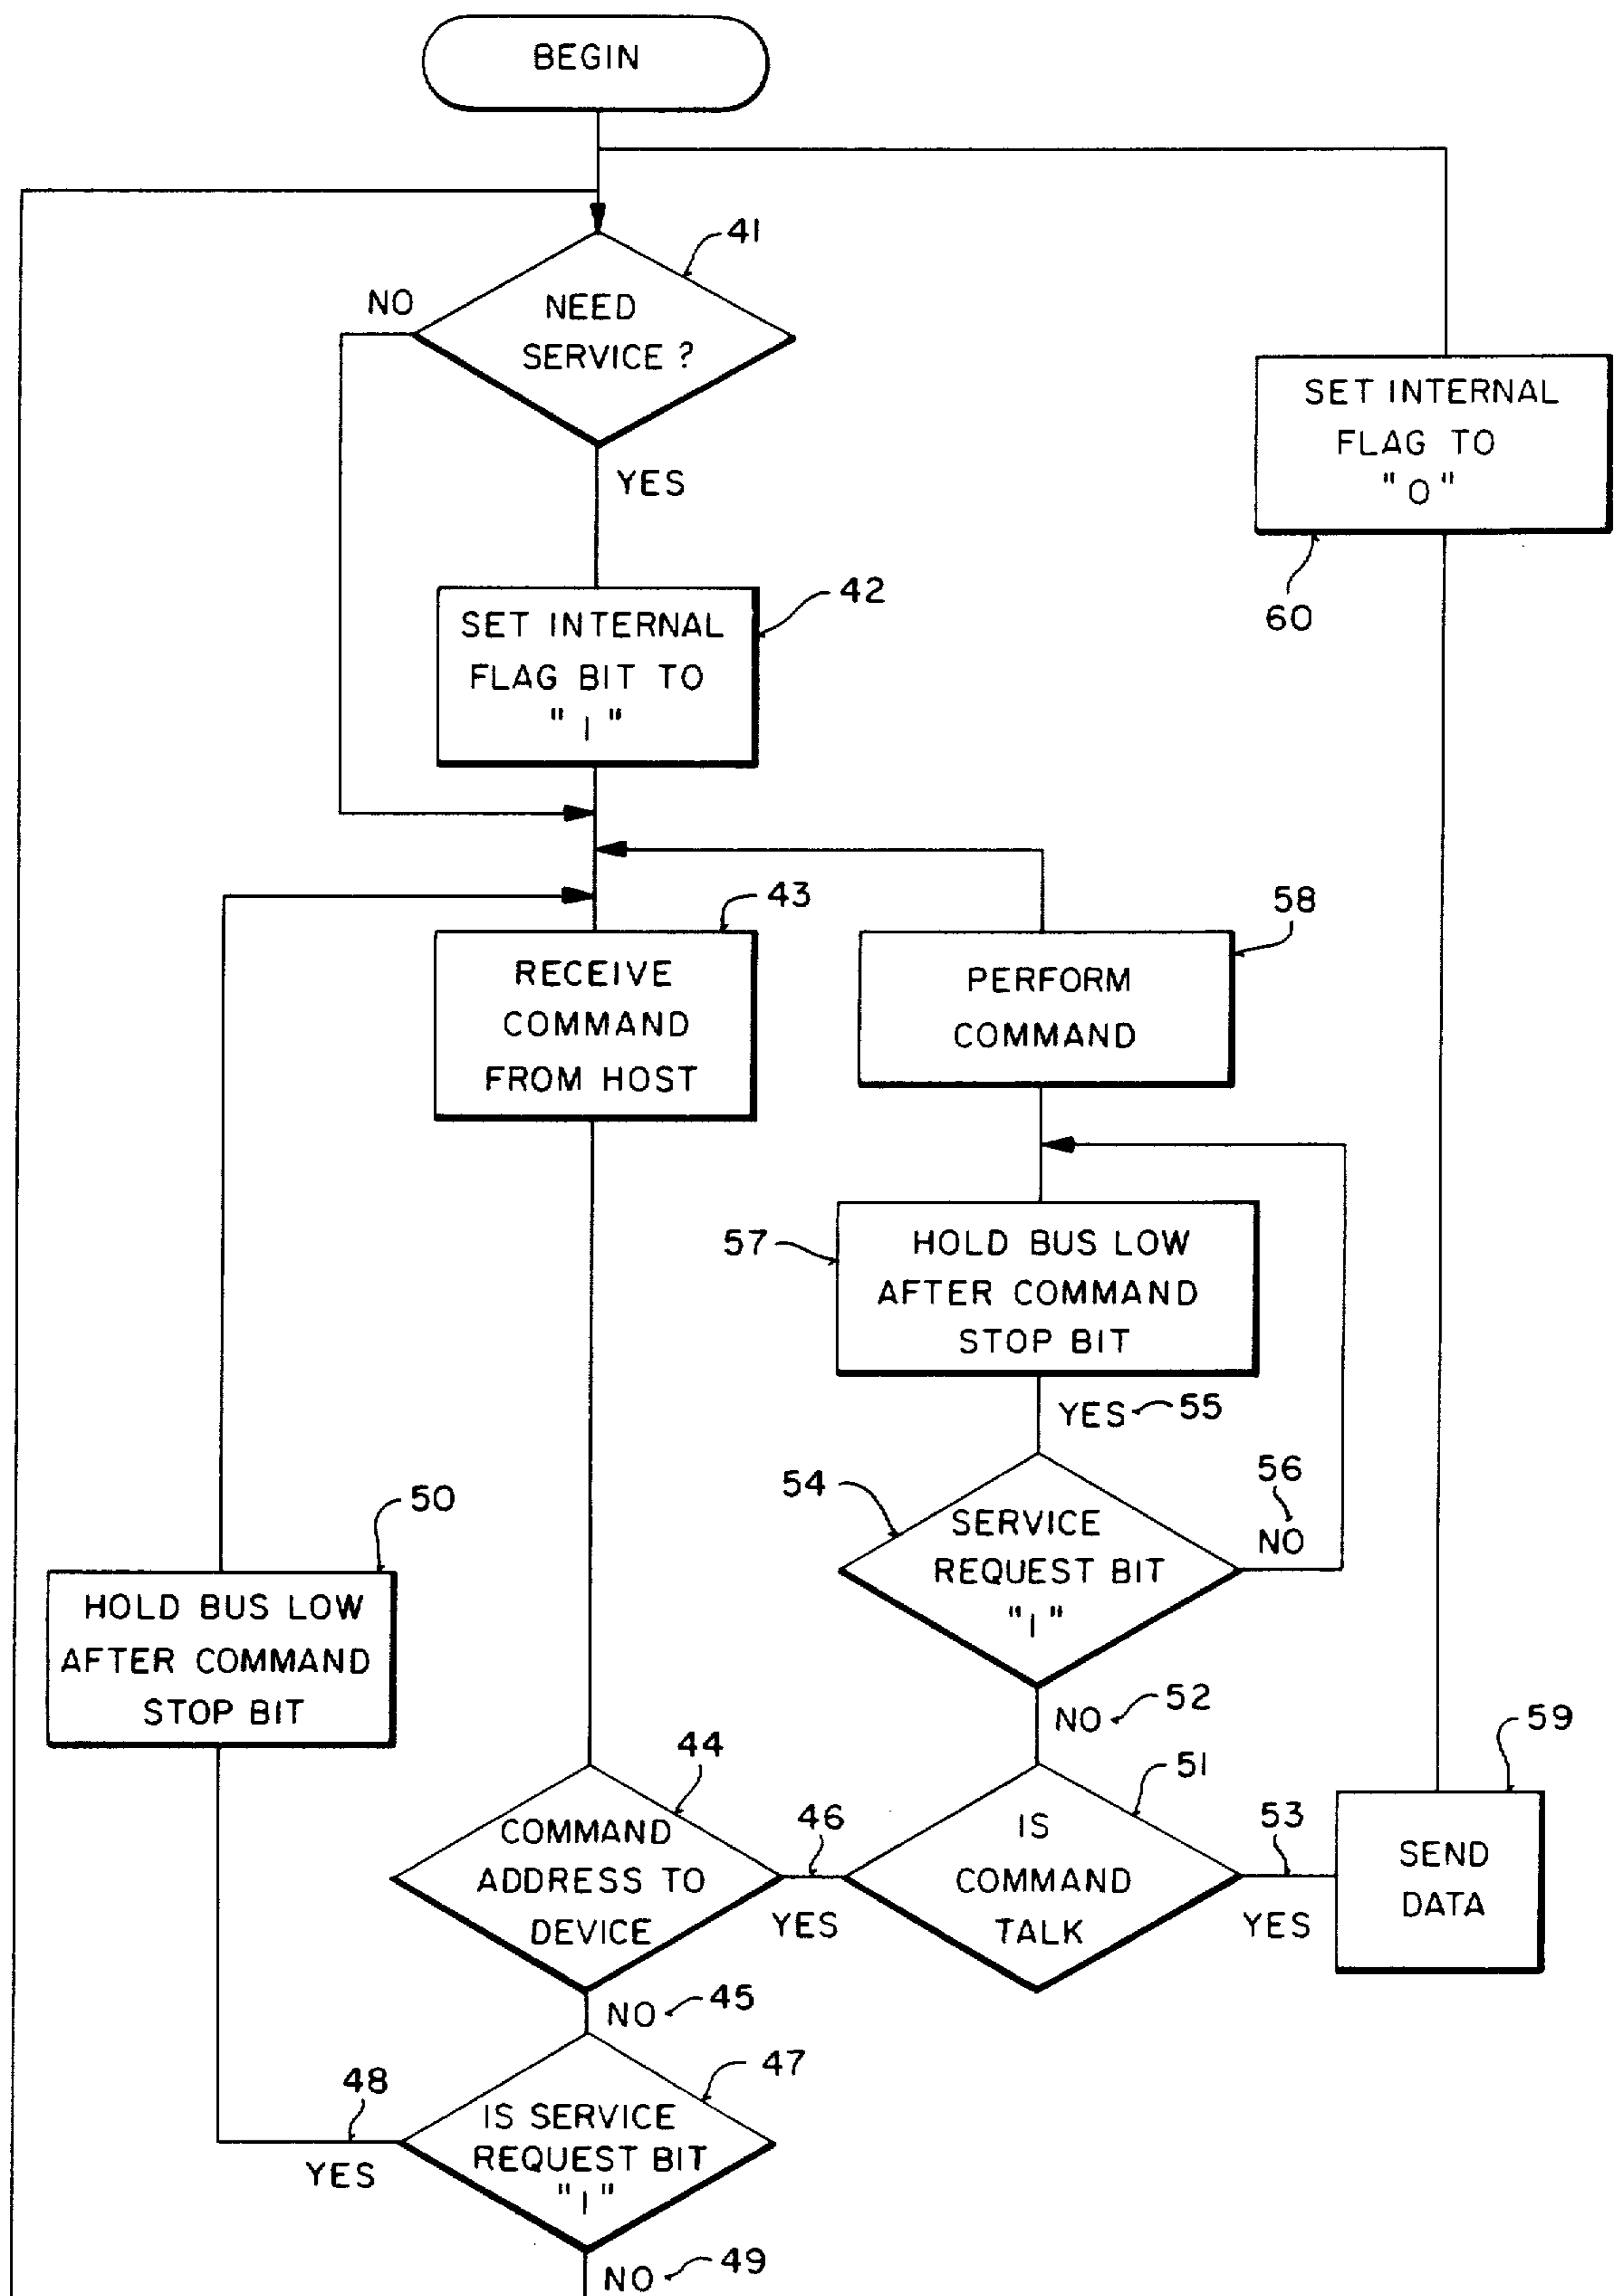 BEGIN
41
NO
NEED
SERVICE ?
YES
SET INTERNAL
FLAG TO
"O"
60
42
SET INTERNAL
FLAG BIT TO
"1"
43
58
RECEIVE
COMMAND
FROM HOST
PERFORM
COMMAND
57
HOLD BUS LOW
AFTER COMMAND
STOP BIT
YES 55
54
56
NO
SERVICE
REQUEST BIT
"1"
50
HOLD BUS LOW
AFTER COMMAND
STOP BIT
NO 52
59
44
51
COMMAND
ADDRESS TO
DEVICE
46
YES
IS
COMMAND
TALK
53
YES
SEND
DATA
NO 45
47
48
YES
IS SERVICE
REQUEST BIT
"1"
NO 49